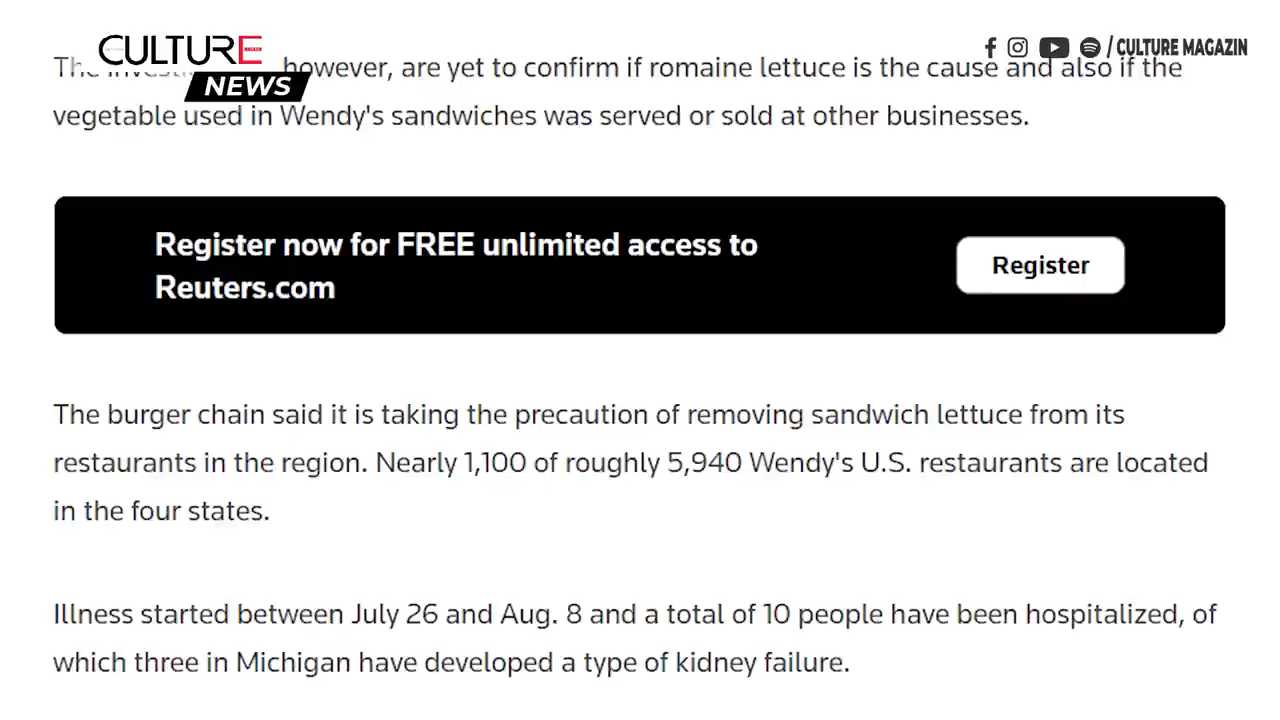 CULTURE
NEWS
/ CULTURE MAGAZIN
The however, are yet to confirm if romaine lettuce is the cause and also if the
vegetable used in Wendy's sandwiches was served or sold at other businesses.
Register now for FREE unlimited access to
Reuters.com
Register
The burger chain said it is taking the precaution of removing sandwich lettuce from its
restaurants in the region. Nearly 1,100 of roughly 5,940 Wendy's U.S. restaurants are located
in the four states.
Illness started between July 26 and Aug. 8 and a total of 10 people have been hospitalized, of
which three in Michigan have developed a type of kidney failure.